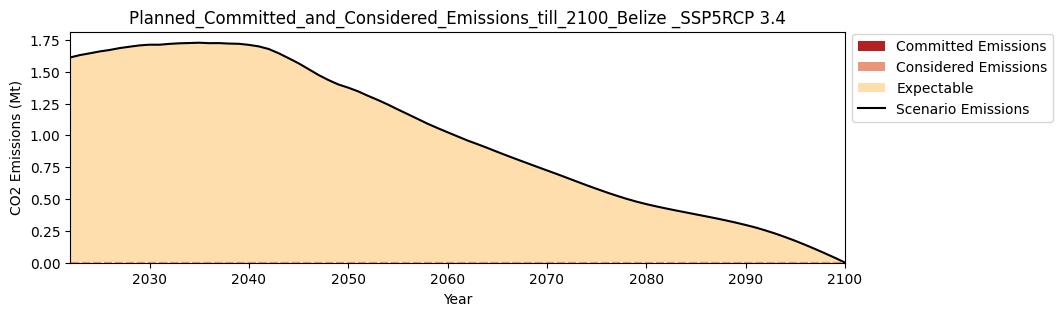 Planned_Committed_and_Considered_Emissions_till_2100_Belize _SSP5RCP 3.4
Committed Emissions
Considered Emissions
Expectable
Scenario Emissions
CO2 Emissions (Mt)
1.75
1.50
1.25
1.00
0.75
0.50
0.25
0.00
2030 2040 2050 2060 2070 2080 2090 2100
Year